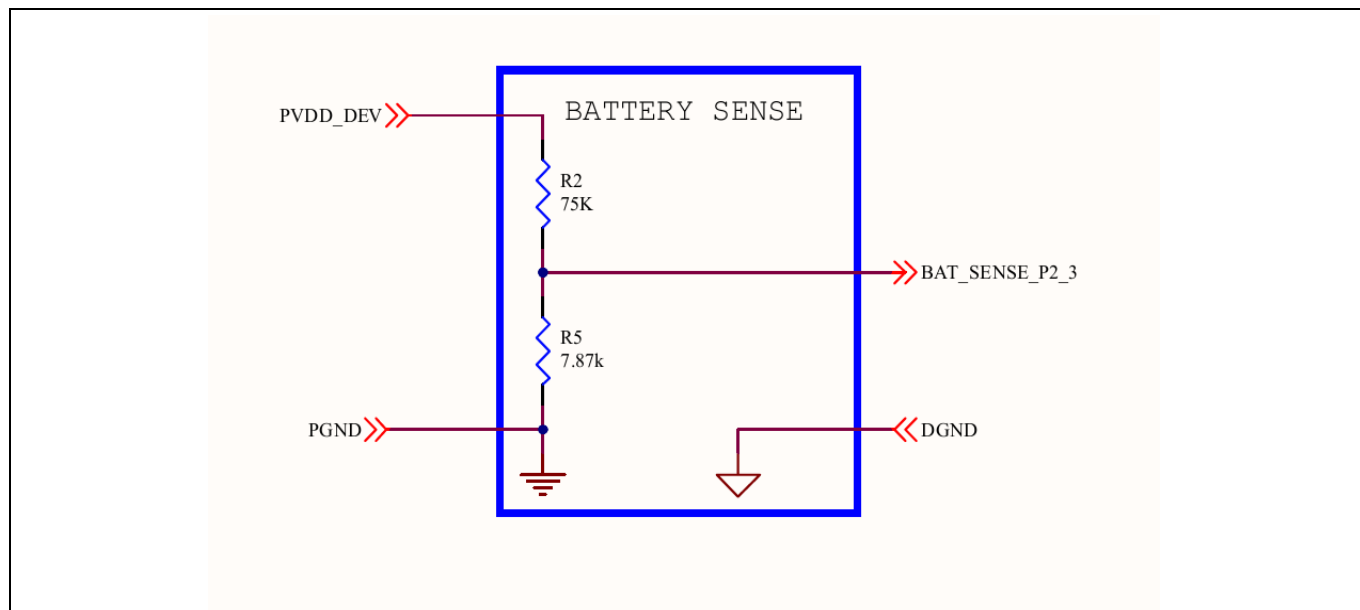 BATTERY SENSE
PVDD_DEV
R2
75K
BAT_SENSE_P2_3
R5
7.87k
PGND
DGND